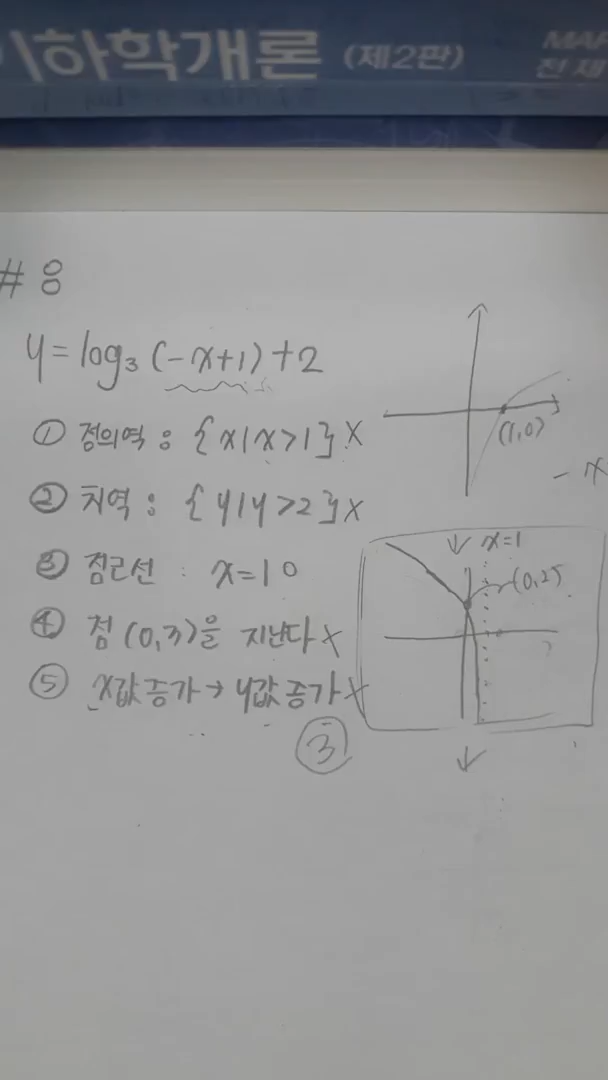 하학개론 (제2판)
# 8
y = log₃ (-x+1) +2
① 정의역 : {x|x>1} X
② 치역 : {y|y>2} X
③ 점근선 : x=1 O
④ 점 (0,3)을 지난다 X
⑤ x값 증가 → y값 증가 X
③
(1,0)
- x
x=1
(0,2)